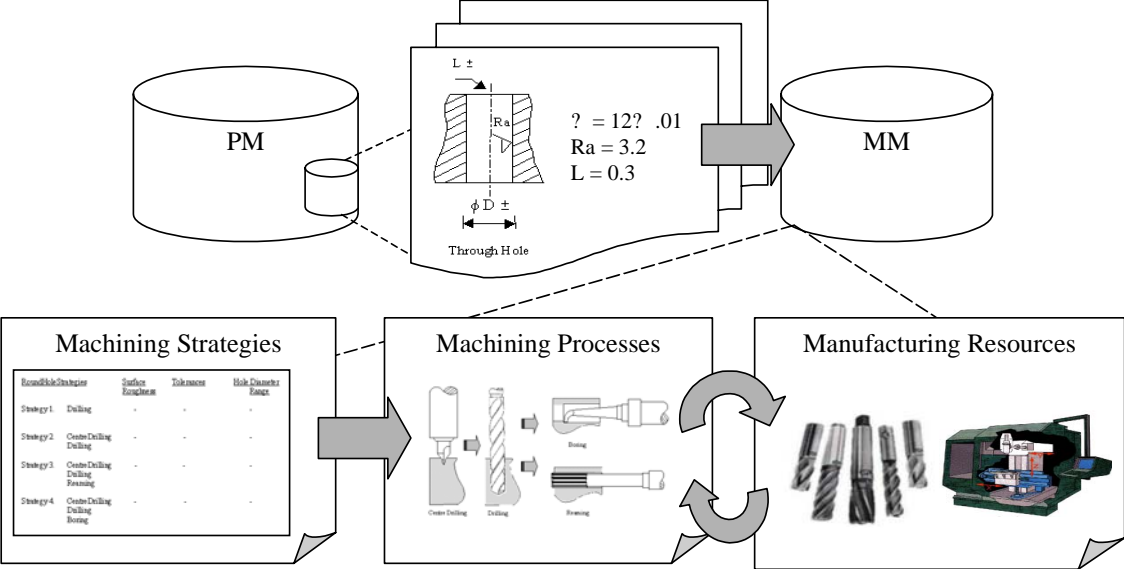 PM
L ±
Ra
? = 12? .01
Ra = 3.2
L = 0.3
ϕ D ±
Through Hole
MM
Machining Strategies
RoundHoleStrategies Surface Roughness Tolerances Hole Diameter Range
Strategy 1. Drilling - - -
Strategy 2. Centre Drilling - - -
Drilling
Strategy 3. Centre Drilling - - -
Drilling
Reaming
Strategy 4. Centre Drilling - - -
Drilling
Boring
Machining Processes
Centre Drilling
Drilling
Boring
Reaming
Manufacturing Resources